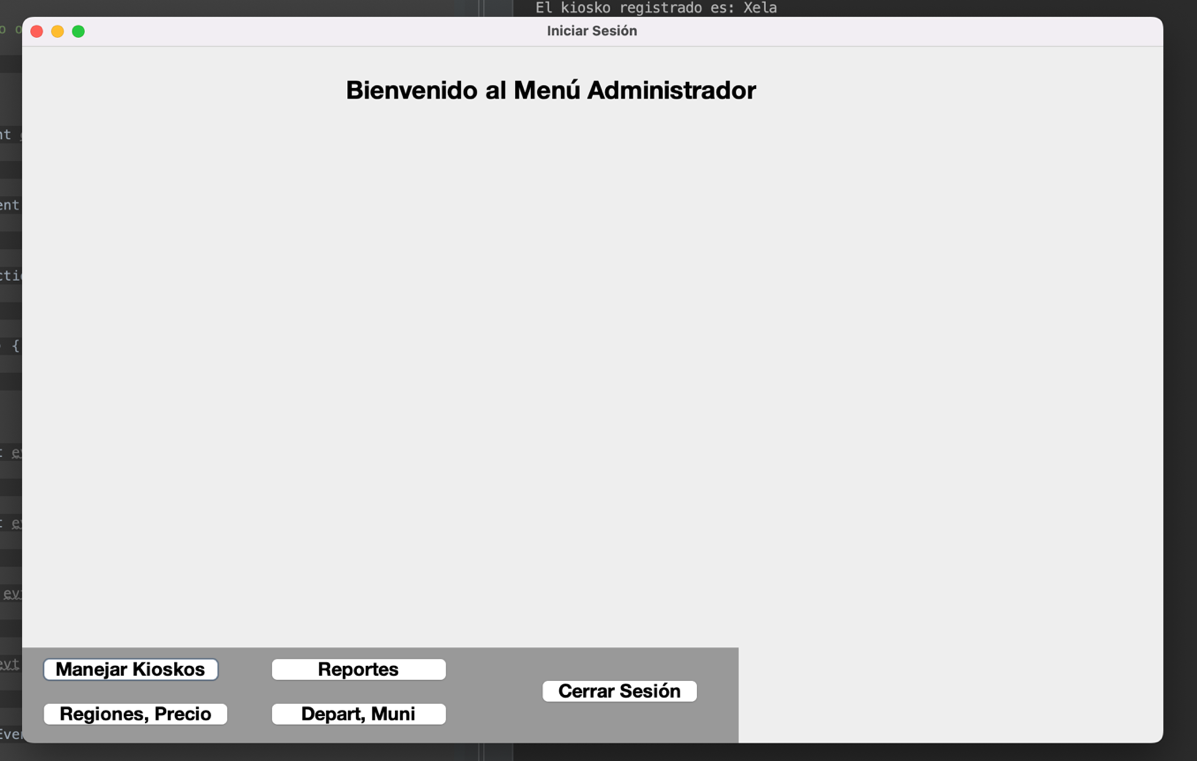 El kiosko registrado es: Xela
Iniciar Sesión
Bienvenido al Menú Administrador
Manejar Kioskos
Reportes
Cerrar Sesión
Regiones, Precio
Depart, Muni